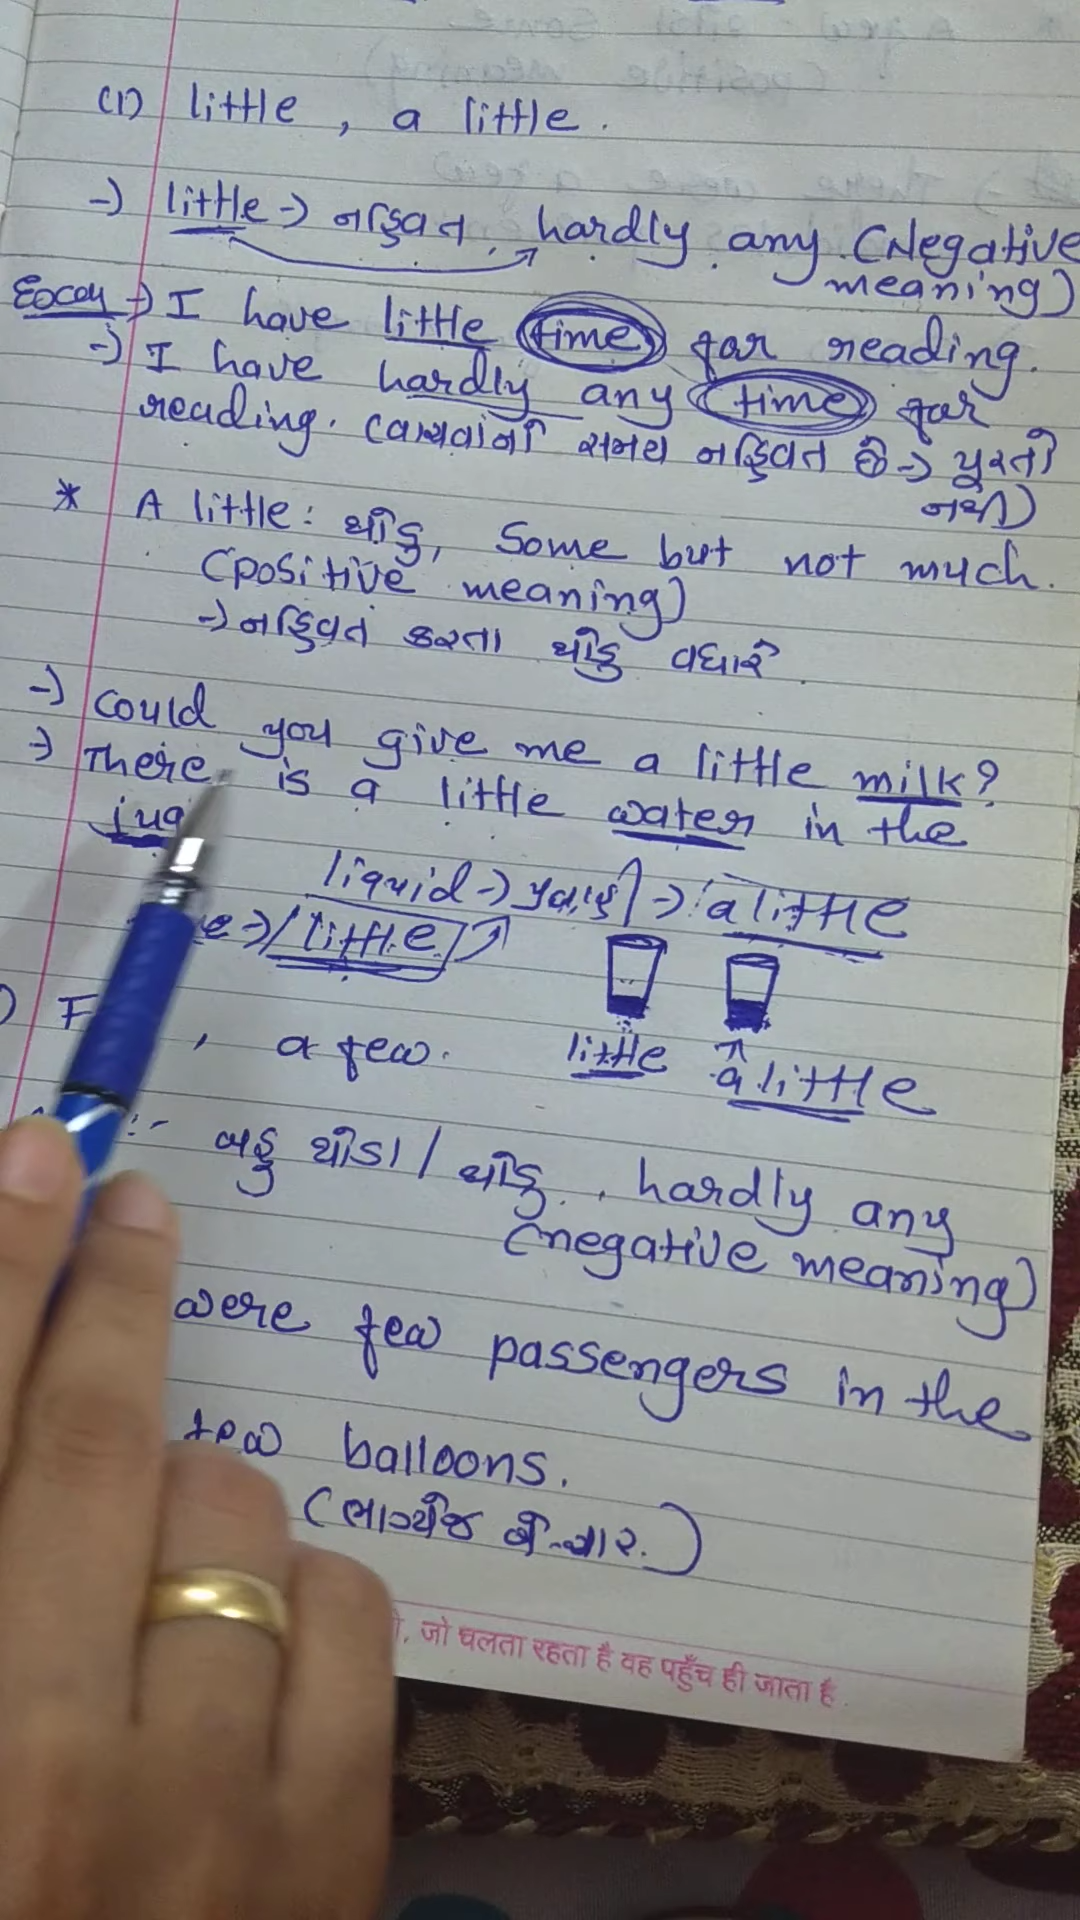 (1) little , a little .
→ little → નહિવત , hardly any (Negative meaning)
→ I have little time for reading.
→ I have hardly any time for
reading. (વાચવાનો સમય નહિવત છે → પૂરતો
નથી)
* A little : થોડુ, Some but not much.
(positive meaning)
→ નહિવત કરતા થોડુ વધારે
→ Could you give me a little milk?
→ There is a little water in the
jug
liquid → પ્રવાહી → a little
→ little
little a little
, a few.
:- બહુ થોડા / થોડુ , hardly any
(negative meaning)
were few passengers in the
few balloons.
(ભાગ્યેજ બે-ચાર.)
जो चलता रहता है वह पहुँच ही जाता है